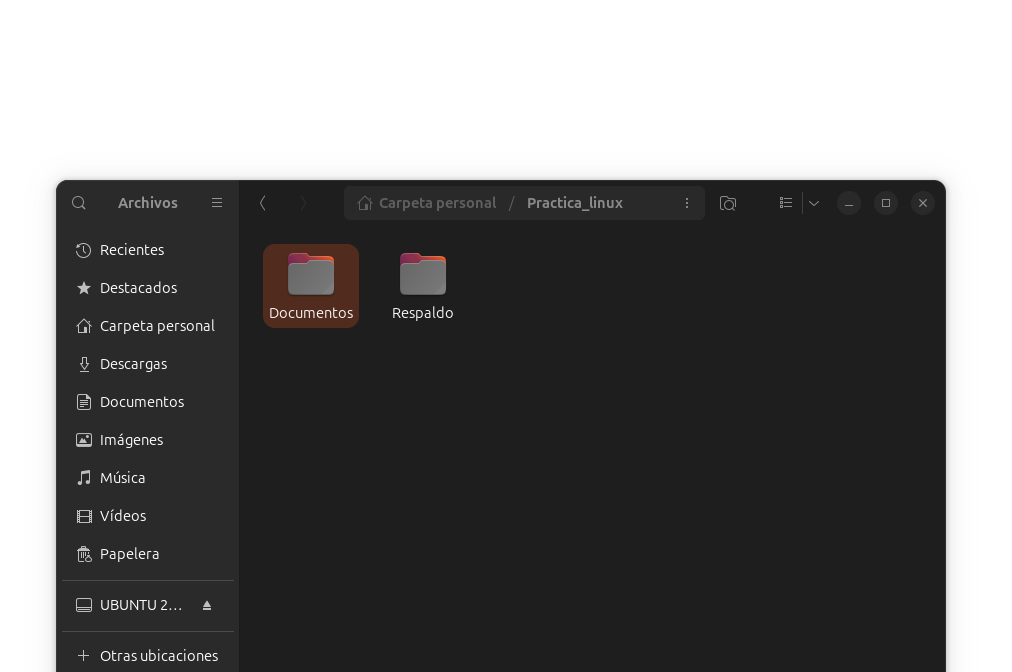 Archivos
Carpeta personal / Practica_linux
Recientes
Destacados
Carpeta personal
Descargas
Documentos
Imágenes
Música
Vídeos
Papelera
UBUNTU 2…
Otras ubicaciones
Documentos
Respaldo